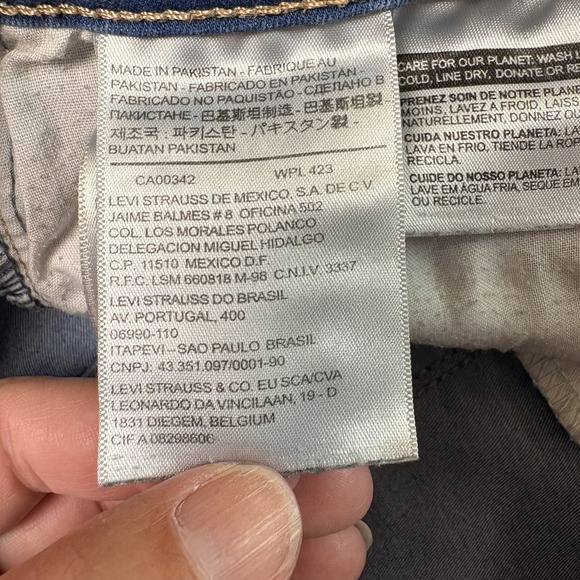 MADE IN PAKISTAN - FABRIQUE AU
PAKISTAN - FABRICADO EN PAKISTÁN -
FABRICADO NO PAQUISTÃO - СДЕЛАНО В
ПАКИСТАНЕ - 巴基斯坦制造 - 巴基斯坦製 -
제조국 : 파키스탄 - パキスタン製 -
BUATAN PAKISTAN
CA00342 WPL 423
LEVI STRAUSS DE MEXICO, S.A. DE C.V.
JAIME BALMES # 8 OFICINA 502
COL. LOS MORALES POLANCO
DELEGACION MIGUEL HIDALGO
C.P. 11510 MEXICO D.F.
R.F.C. LSM 660818 M-98 C.N.I.V. 3337
LEVI STRAUSS DO BRASIL
AV. PORTUGAL, 400
06990-110
ITAPEVI – SAO PAULO BRASIL
CNPJ: 43.351.097/0001-90
LEVI STRAUSS & CO. EU SCA/CVA
LEONARDO DA VINCILAAN, 19 - D
1831 DIEGEM, BELGIUM
CIF A 08298606
CARE FOR OUR PLANET. WASH
COLD, LINE DRY, DONATE OR RE
PRENEZ SOIN DE NOTRE PLANÈ
MOINS, LAVEZ A FROID, LAISS
NATURELLEMENT, DONNEZ OU
CUIDA NUESTRO PLANETA: LA
LAVA EN FRIO, TIENDE LA ROP
RECICLA.
CUIDE DO NOSSO PLANETA: LA
LAVE EM ÁGUA FRIA, SEQUE EM
OU